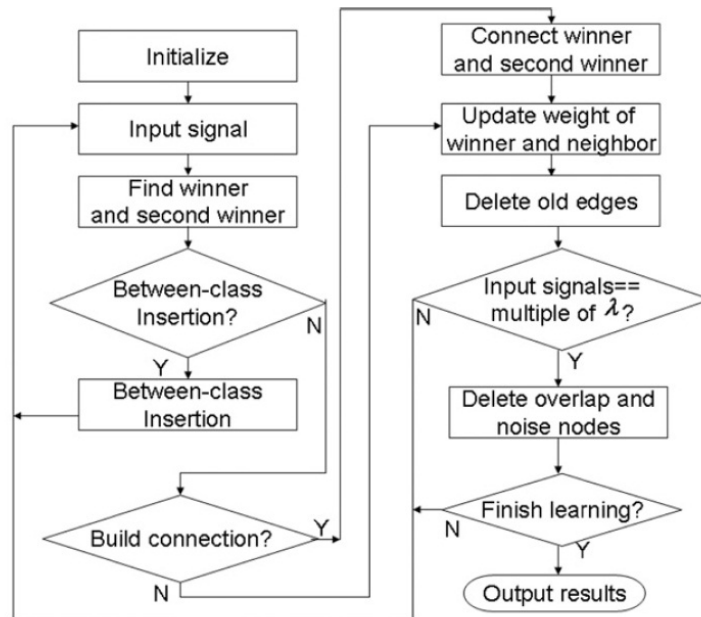 Initialize
Input signal
Find winner
and second winner
Between-class
Insertion?
N
Y
Between-class
Insertion
Build connection?
Y
N
Connect winner
and second winner
Update weight of
winner and neighbor
Delete old edges
Input signals==
multiple of λ?
N
Y
Delete overlap and
noise nodes
Finish learning?
N
Y
Output results